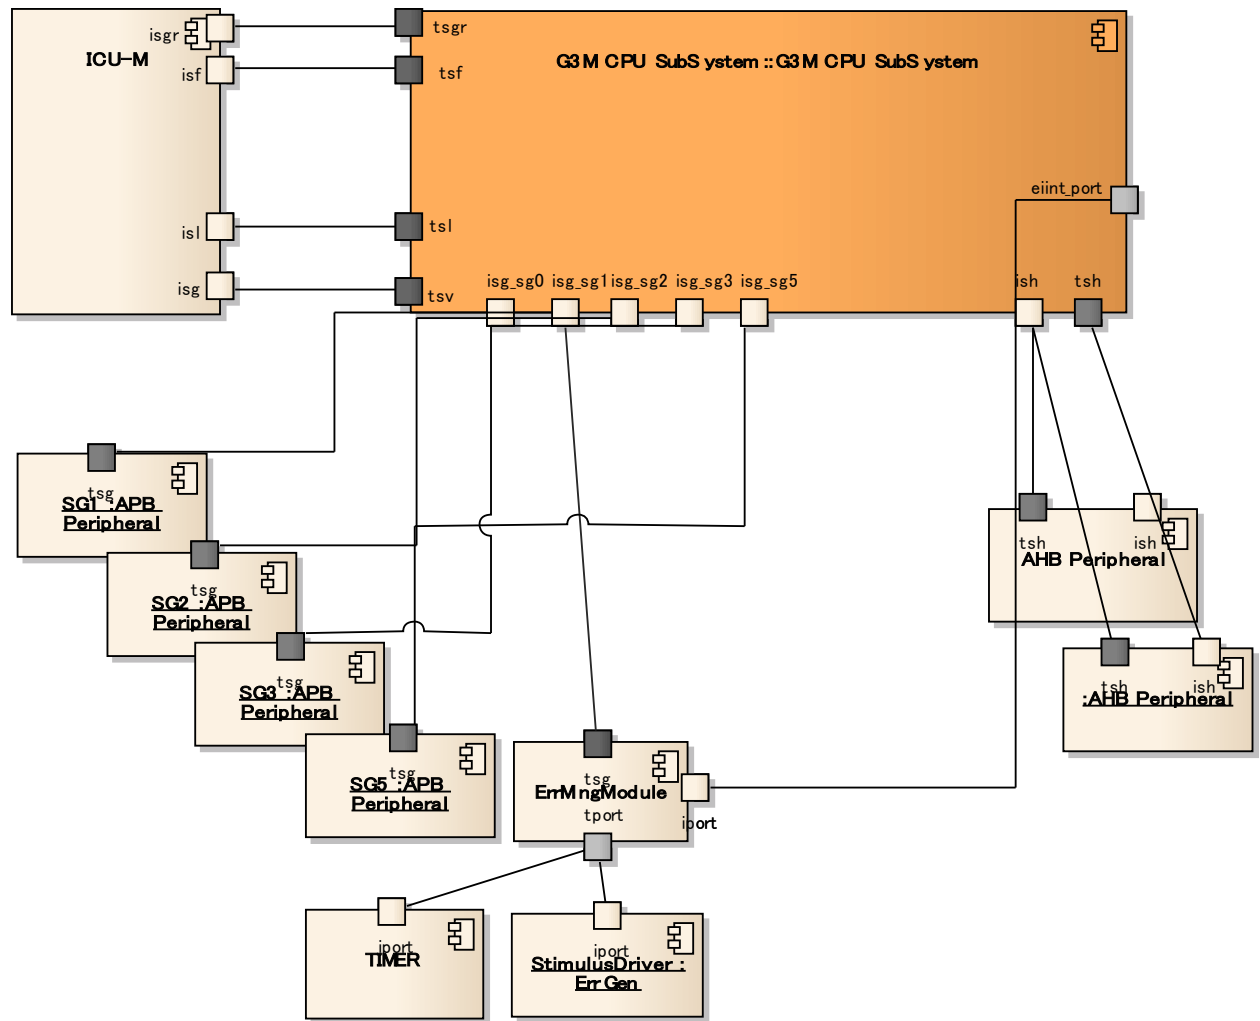 isgr
tsgr
ICU-M
G3M CPU SubSystem::G3M CPU SubSystem
isf
tsf
eiint_port
isl
tsl
isg
tsv
isg_sg0
isg_sg1
isg_sg2
isg_sg3
isg_sg5
ish
tsh
tsg
SG1 :APB
Peripheral
tsg
SG2 :APB
Peripheral
tsg
SG3 :APB
Peripheral
tsg
SG5 :APB
Peripheral
tsh
ish
AHB Peripheral
tsh
ish
:AHB Peripheral
tsg
ErrMngModule
tport
iport
iport
TIMER
iport
StimulusDriver :
ErrGen